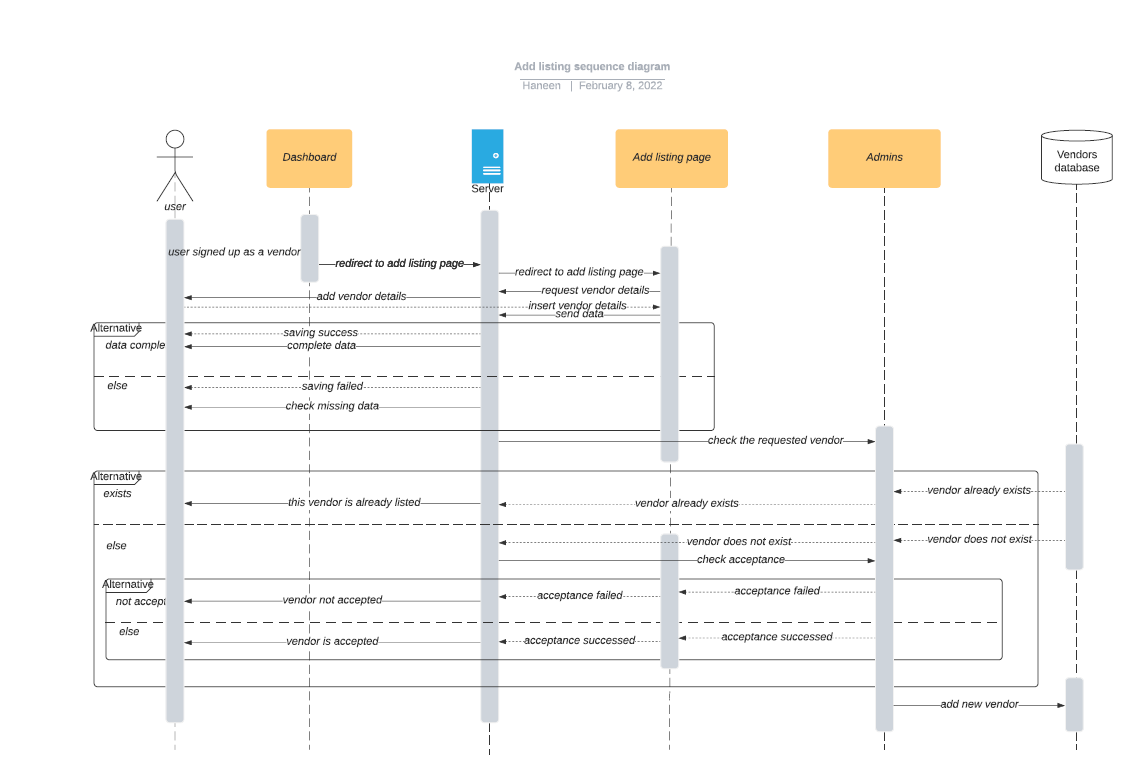 Add listing sequence diagram
Haneen | February 8, 2022
Dashboard
Add listing page
Admins
Vendors
database
Server
user
user signed up as a vendor
redirect to add listing page
redirect to add listing page
request vendor details
add vendor details
insert vendor details
send data
Alternative
saving success
data comple
complete data
else
saving failed
check missing data
check the requested vendor
Alternative
exists
vendor already exists
this vendor is already listed
vendor already exists
vendor does not exist
vendor does not exist
else
check acceptance
Alternative
acceptance failed
acceptance failed
not accept
vendor not accepted
else
acceptance successed
acceptance successed
vendor is accepted
add new vendor